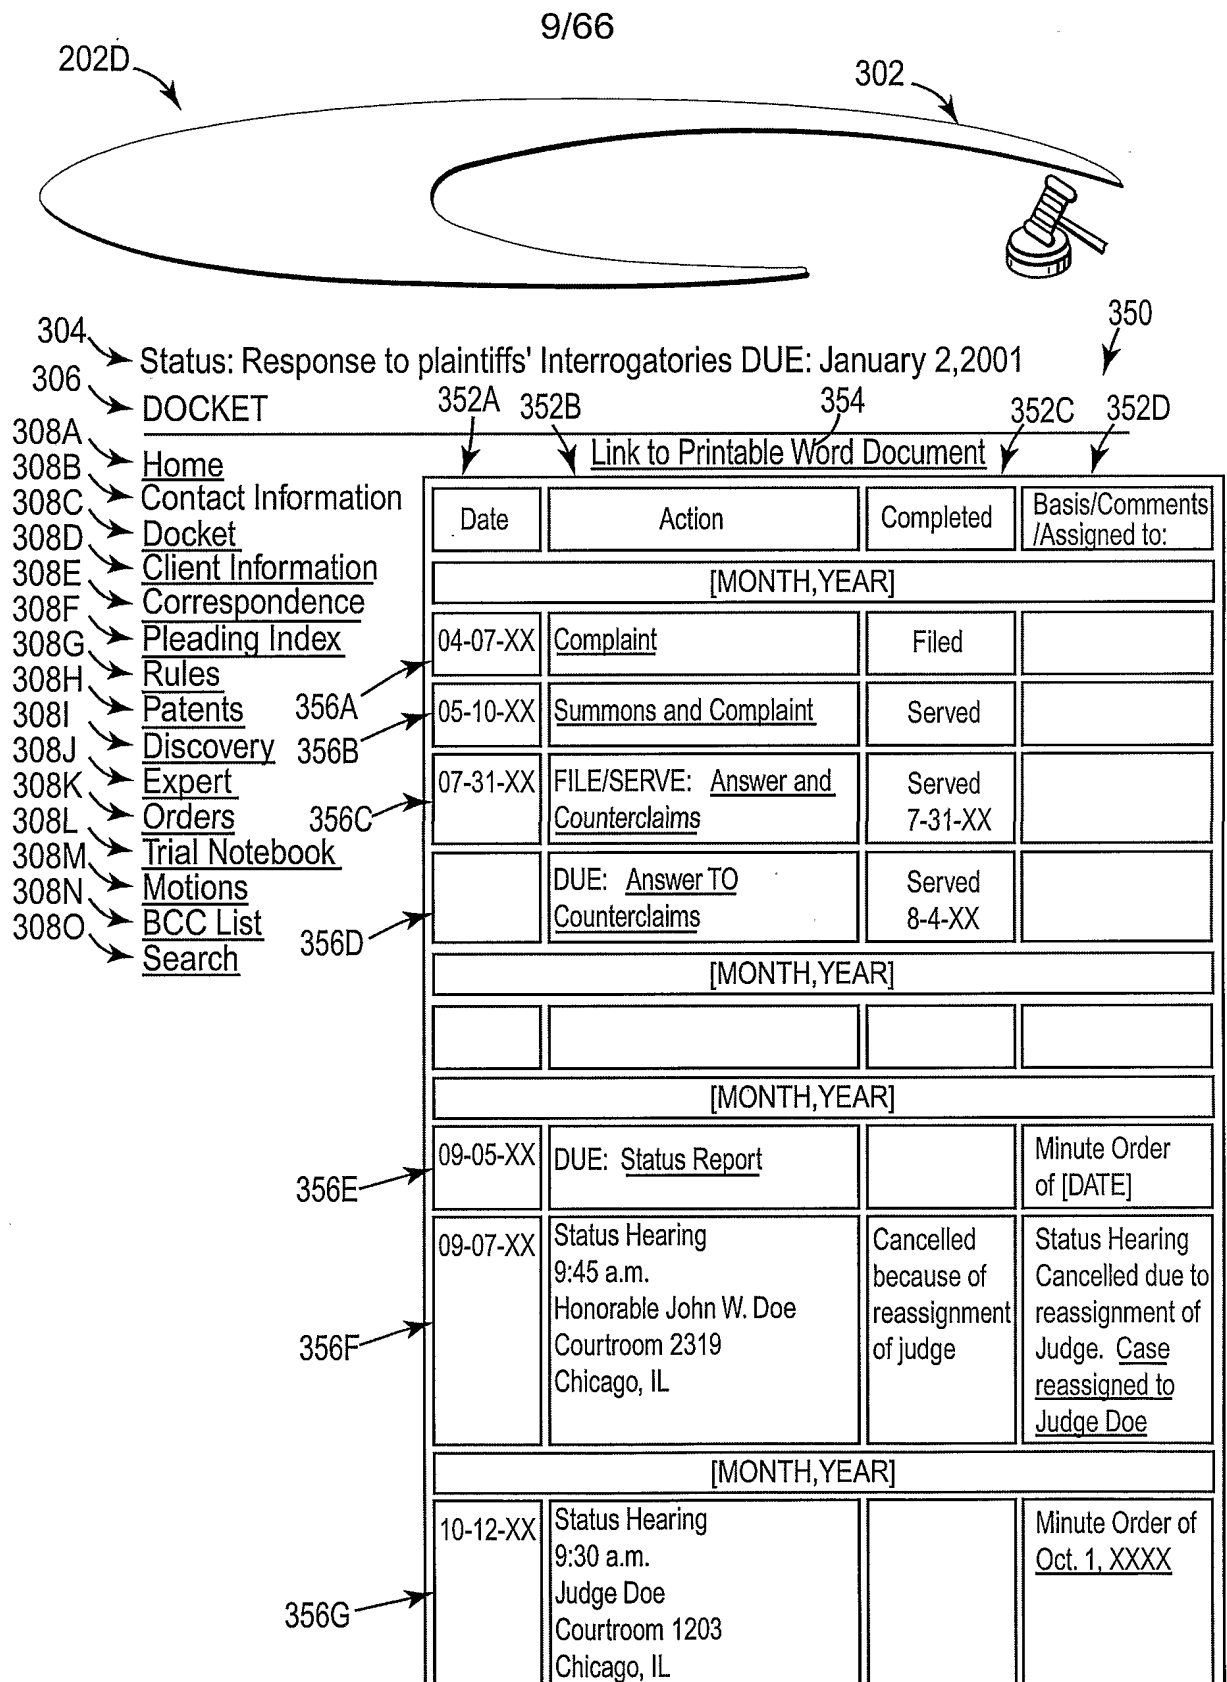 9/66
202D
302
350
304
Status: Response to plaintiffs' Interrogatories DUE: January 2,2001
306
DOCKET
352A
352B
354
352C
352D
Link to Printable Word Document
308A
Home
308B
Contact Information
308C
Docket
308D
Client Information
308E
Correspondence
308F
Pleading Index
308G
Rules
308H
Patents
308I
Discovery
308J
Expert
308K
Orders
308L
Trial Notebook
308M
Motions
308N
BCC List
308O
Search
Date
Action
Completed
Basis/Comments
/Assigned to:
[MONTH,YEAR]
356A
04-07-XX
Complaint
Filed
356B
05-10-XX
Summons and Complaint
Served
356C
07-31-XX
FILE/SERVE: Answer and
Counterclaims
Served
7-31-XX
356D
DUE: Answer TO
Counterclaims
Served
8-4-XX
[MONTH,YEAR]
[MONTH,YEAR]
356E
09-05-XX
DUE: Status Report
Minute Order
of [DATE]
356F
09-07-XX
Status Hearing
9:45 a.m.
Honorable John W. Doe
Courtroom 2319
Chicago, IL
Cancelled
because of
reassignment
of judge
Status Hearing
Cancelled due to
reassignment of
Judge. Case
reassigned to
Judge Doe
[MONTH,YEAR]
356G
10-12-XX
Status Hearing
9:30 a.m.
Judge Doe
Courtroom 1203
Chicago, IL
Minute Order of
Oct. 1, XXXX